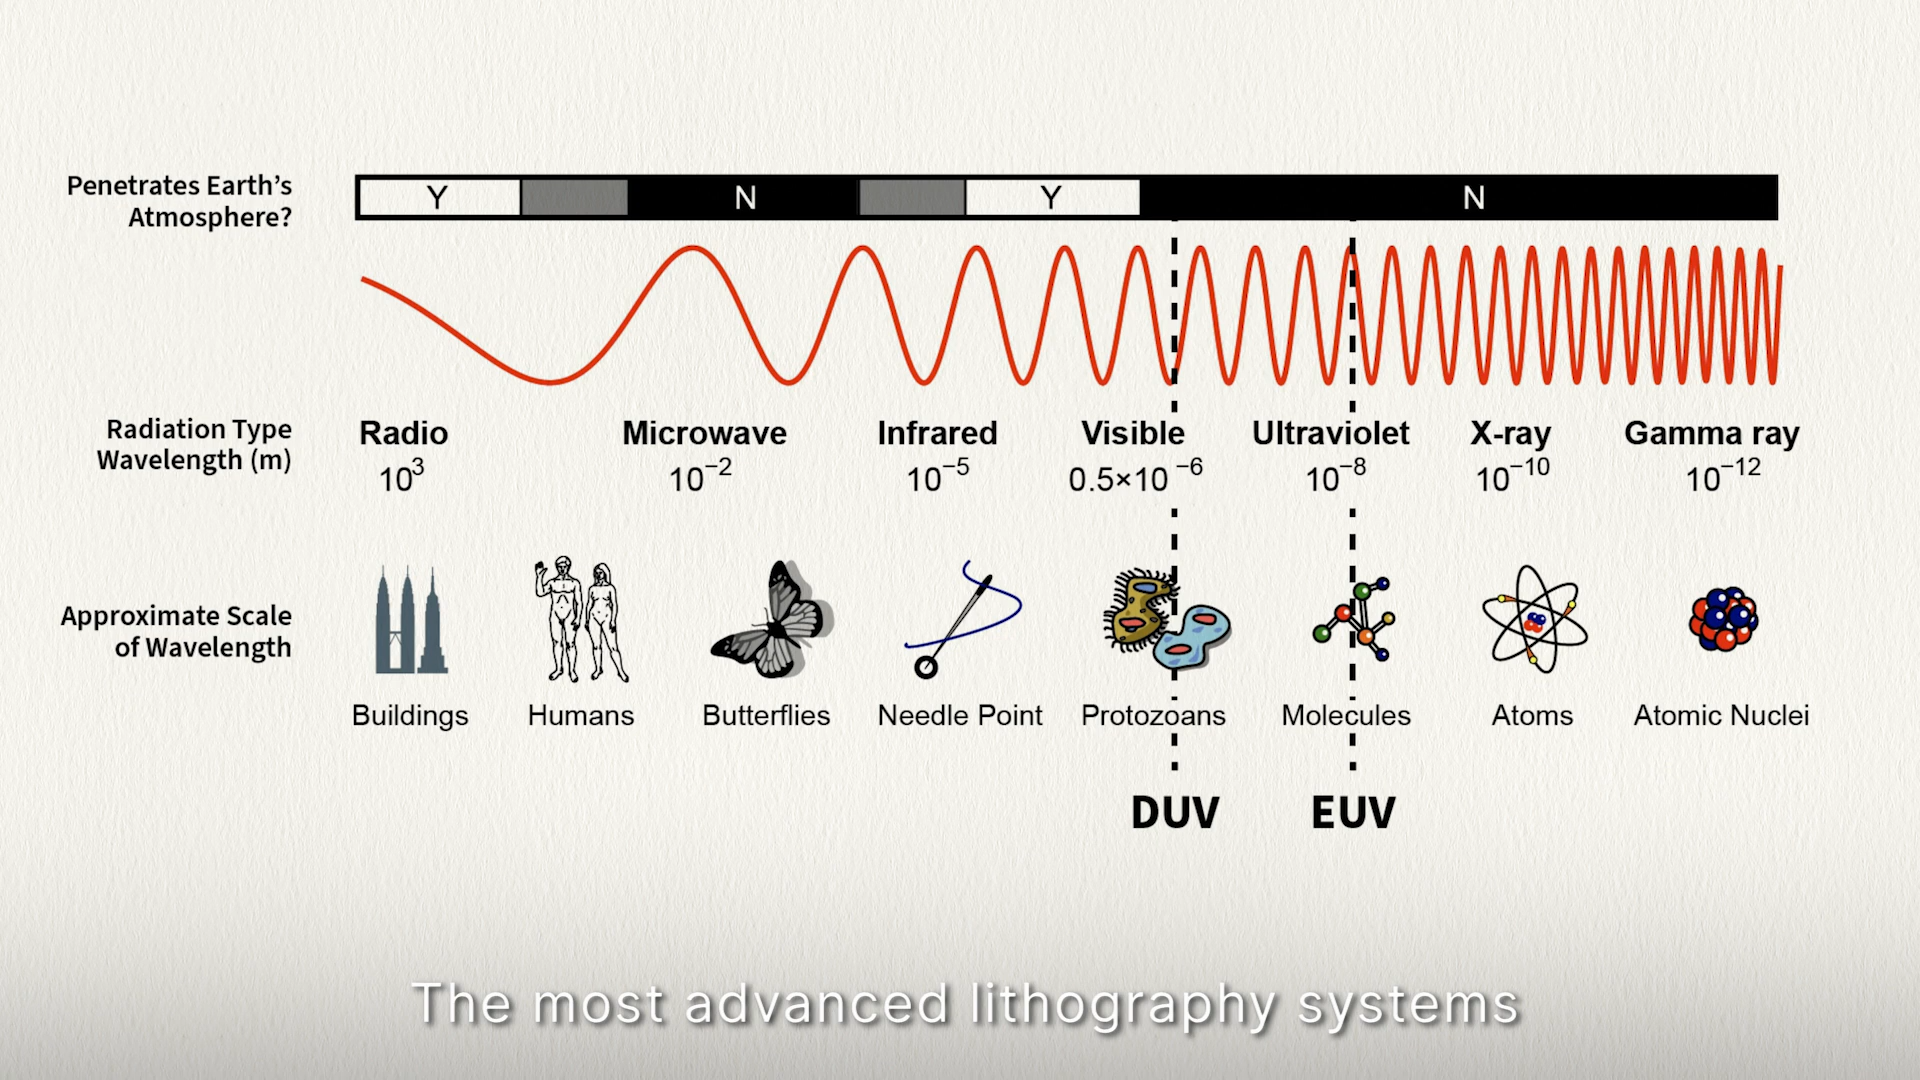 Penetrates Earth's
Atmosphere?
Y N Y N
Radiation Type
Wavelength (m)
Radio Microwave Infrared Visible Ultraviolet X-ray Gamma ray
10³ 10⁻² 10⁻⁵ 0.5×10⁻⁶ 10⁻⁸ 10⁻¹⁰ 10⁻¹²
Approximate Scale
of Wavelength
Buildings Humans Butterflies Needle Point Protozoans Molecules Atoms Atomic Nuclei
DUV EUV
The most advanced lithography systems